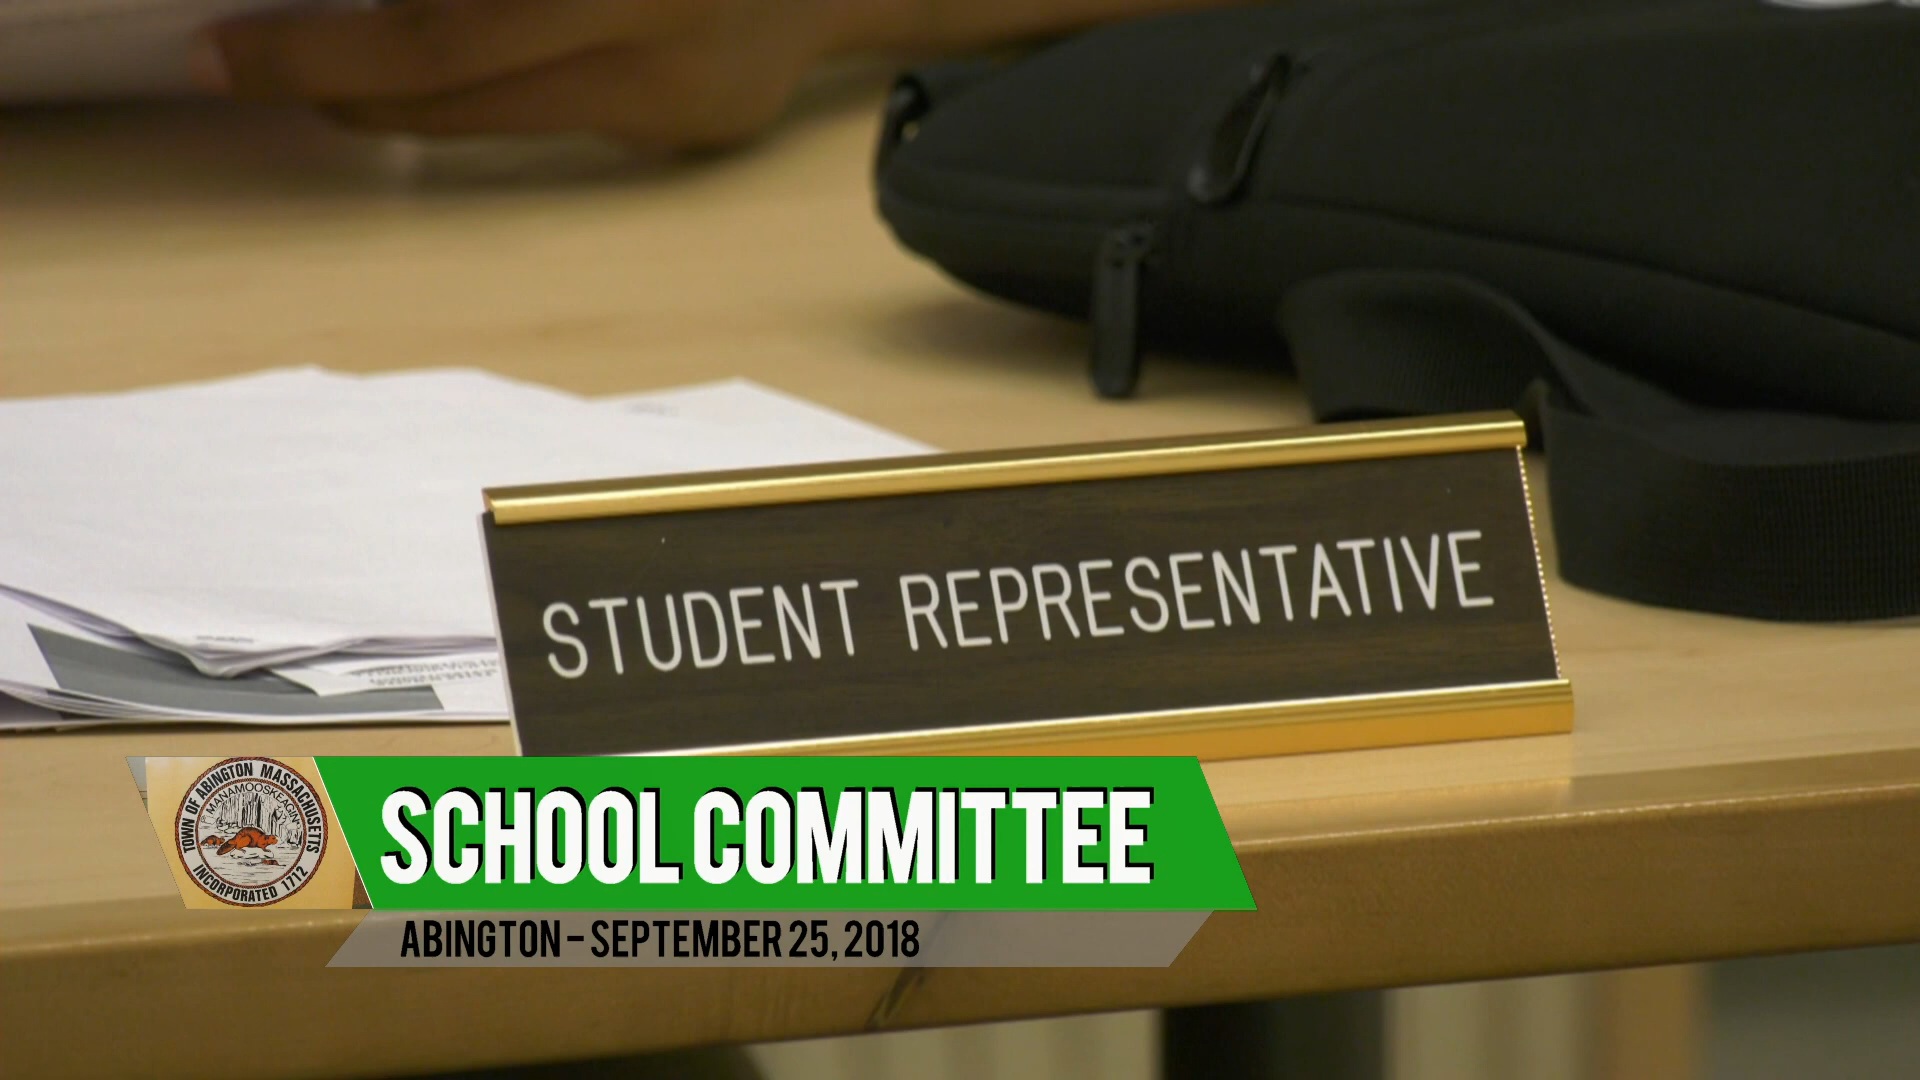 STUDENT REPRESENTATIVE
TOWN OF ABINGTON MASSACHUSETTS
MANAMOOSKEAGIN
INCORPORATED 1712
SCHOOL COMMITTEE
ABINGTON – SEPTEMBER 25, 2018